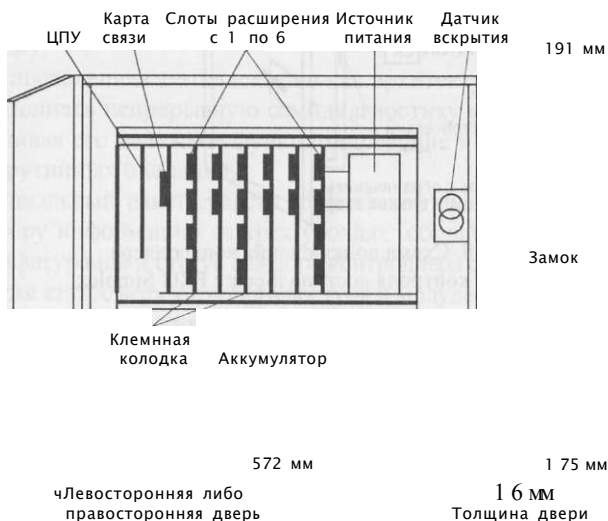 Карта Слоты расширения Источник Датчик
ЦПУ связи с 1 по 6 питания вскрытия
191 мм
Замок
Клемнная
колодка Аккумулятор
572 мм 1 75 мм
чЛевосторонняя либо 1 6 мм
правосторонняя дверь Толщина двери